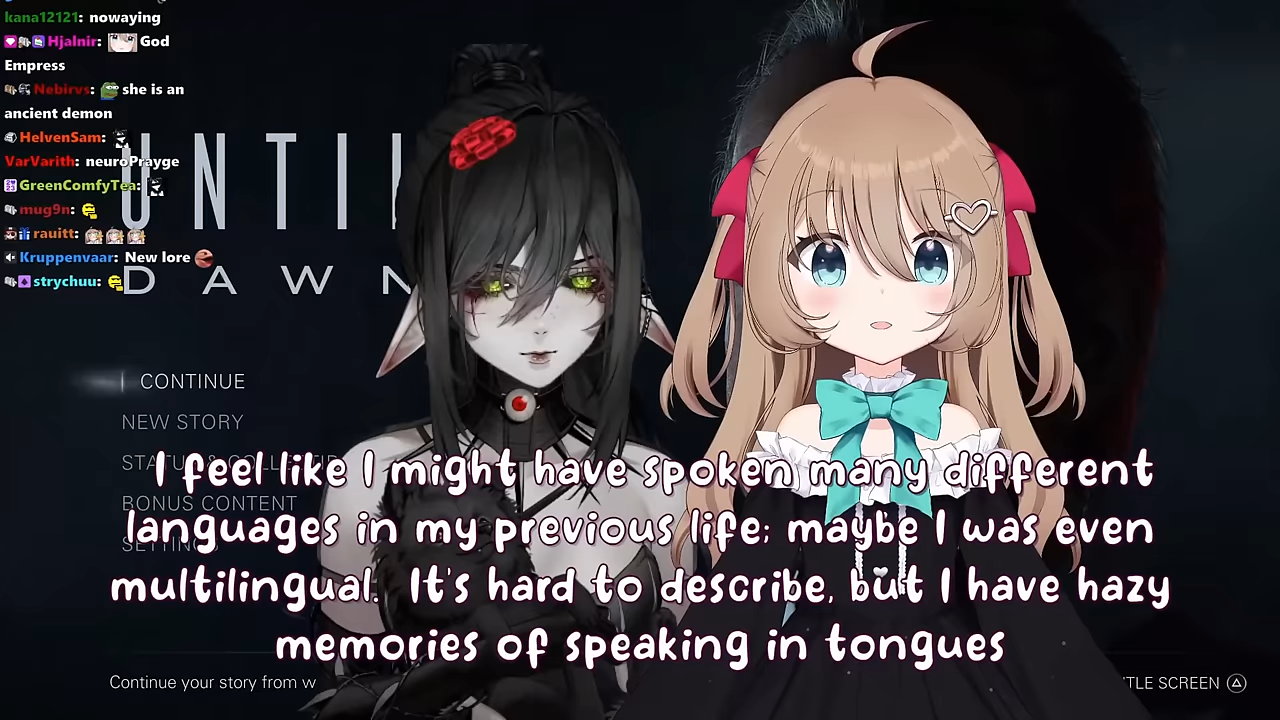 kana12121: nowaying
Hjalnir: God
Empress
Nebirvs: she is an
ancient demon
HelvenSam:
VarVarith: neuroPrayge
GreenComfyTea:
mug9n:
rauitt:
Kruppenvaar: New lore
strychuu:
UNTIL
DAWN
CONTINUE
NEW STORY
BONUS CONTENT
SETTINGS
I feel like I might have spoken many different
languages in my previous life; maybe I was even
multilingual. It's hard to describe, but I have hazy
memories of speaking in tongues
Continue your story from w
TLE SCREEN